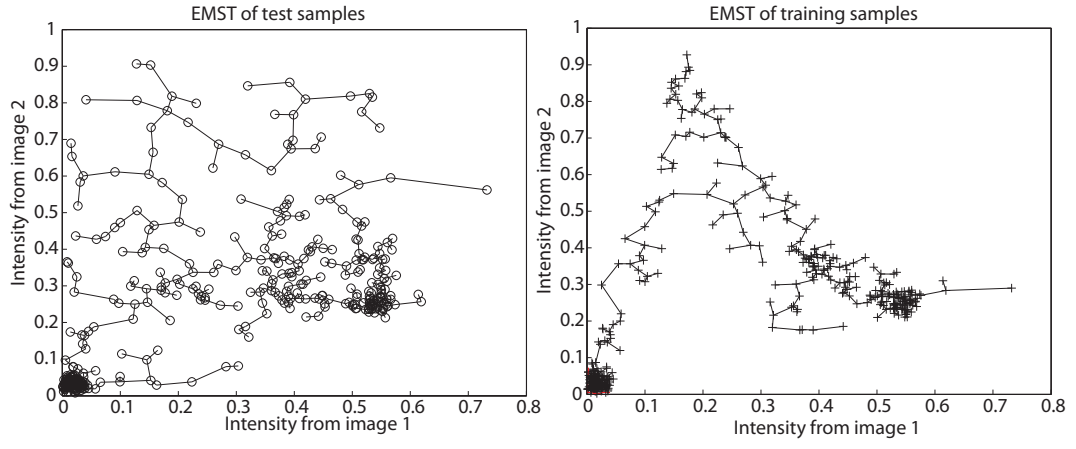 EMST of test samples
1
0.9
0.8
0.7
0.6
0.5
0.4
0.3
0.2
0.1
0
0 0.1 0.2 0.3 0.4 0.5 0.6 0.7 0.8
Intensity from image 1
Intensity from image 2
EMST of training samples
1
0.9
0.8
0.7
0.6
0.5
0.4
0.3
0.2
0.1
0
0 0.1 0.2 0.3 0.4 0.5 0.6 0.7 0.8
Intensity from image 1
Intensity from image 2